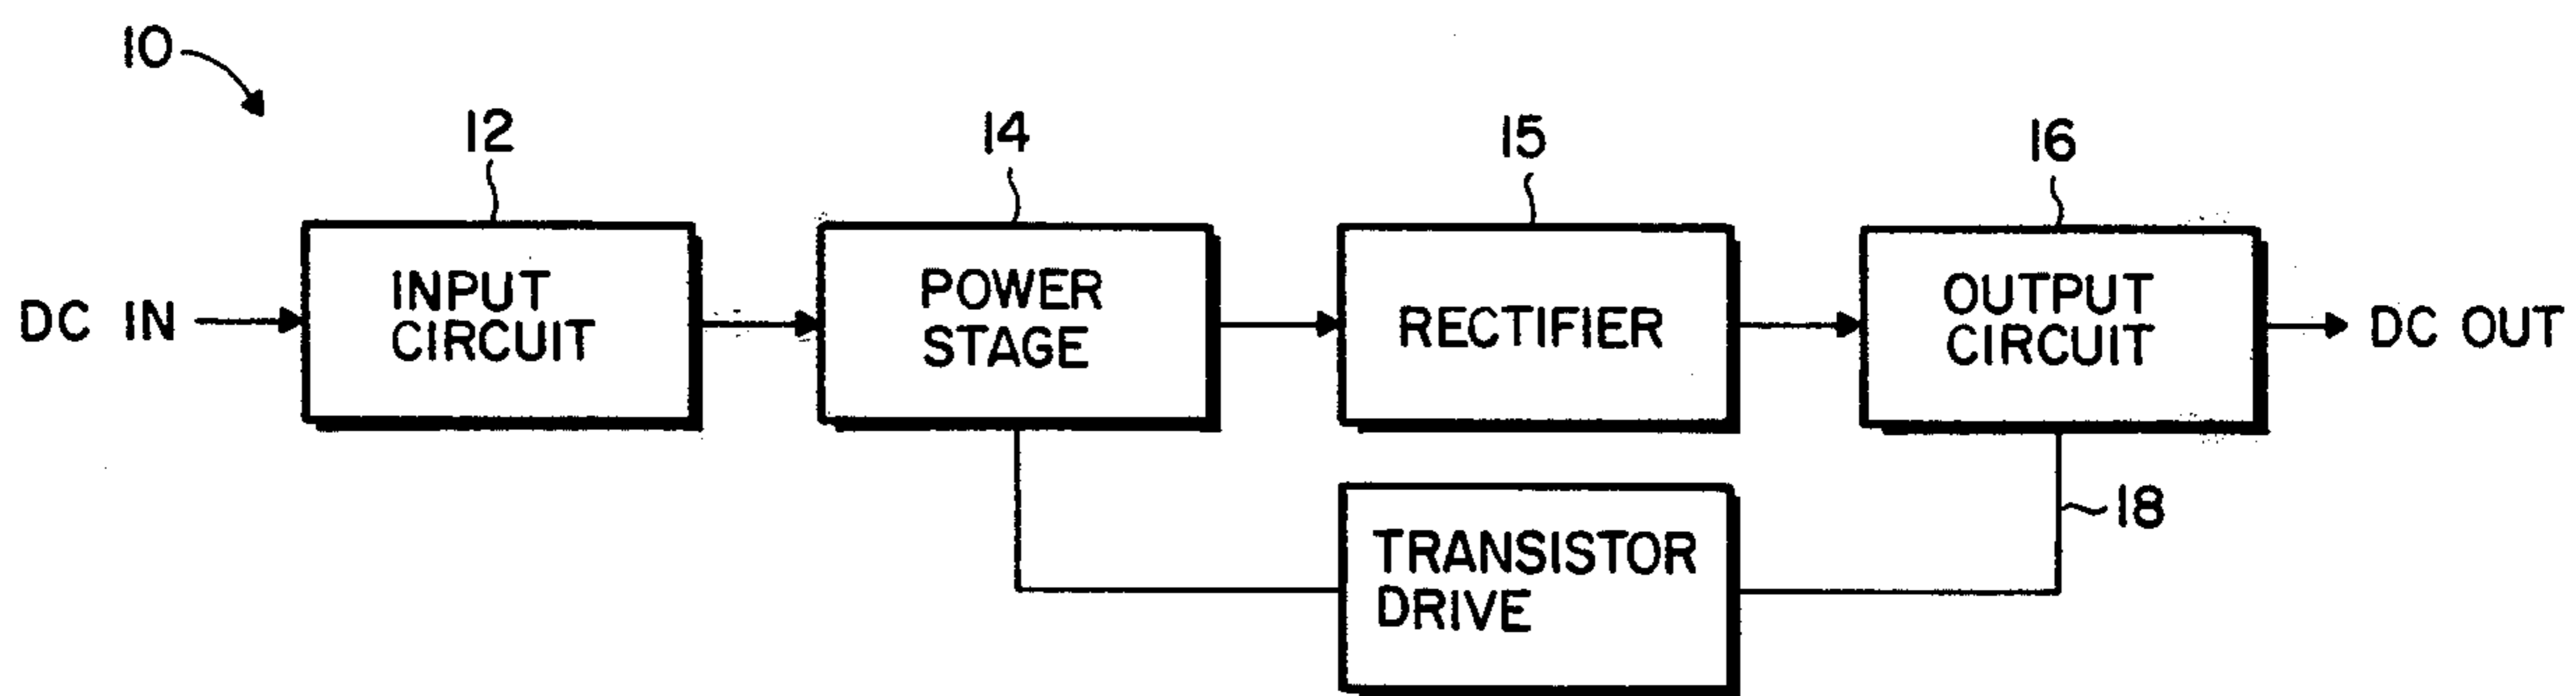 10
12
14
15
16
DC IN
INPUT
CIRCUIT
POWER
STAGE
RECTIFIER
OUTPUT
CIRCUIT
DC OUT
18
TRANSISTOR
DRIVE